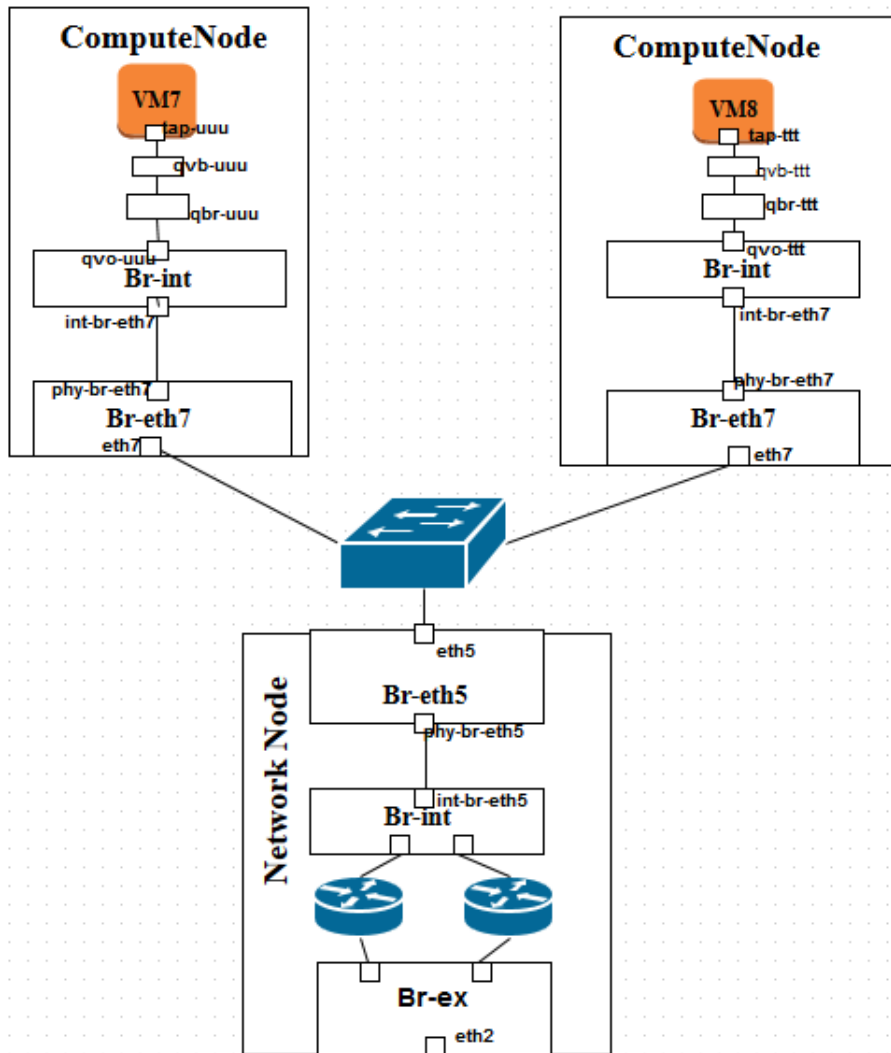 ComputeNode
VM7
tap-uuu
qvb-uuu
qbr-uuu
qvo-uuu
Br-int
int-br-eth7
phy-br-eth7
Br-eth7
eth7
ComputeNode
VM8
tap-ttt
qvb-ttt
qbr-ttt
qvo-ttt
Br-int
int-br-eth7
phy-br-eth7
Br-eth7
eth7
Network Node
eth5
Br-eth5
phy-br-eth5
int-br-eth5
Br-int
Br-ex
eth2